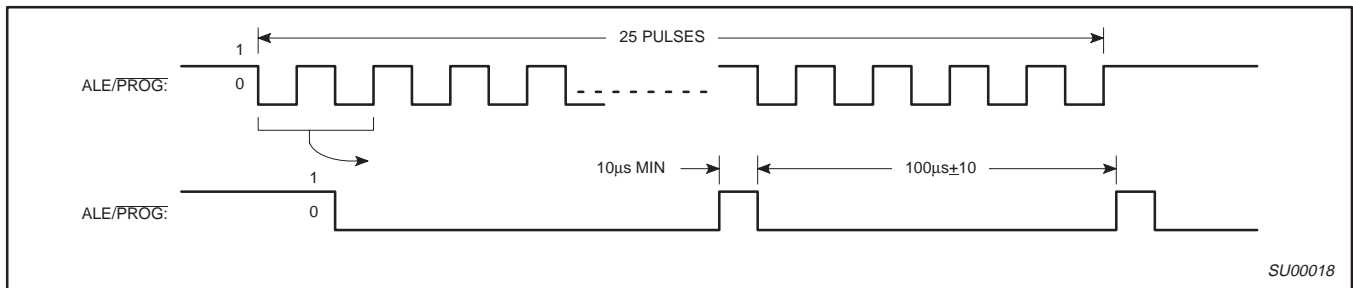 25 PULSES
1
ALE/PROG:
0
10µs MIN
100µs±10
1
ALE/PROG:
0
SU00018